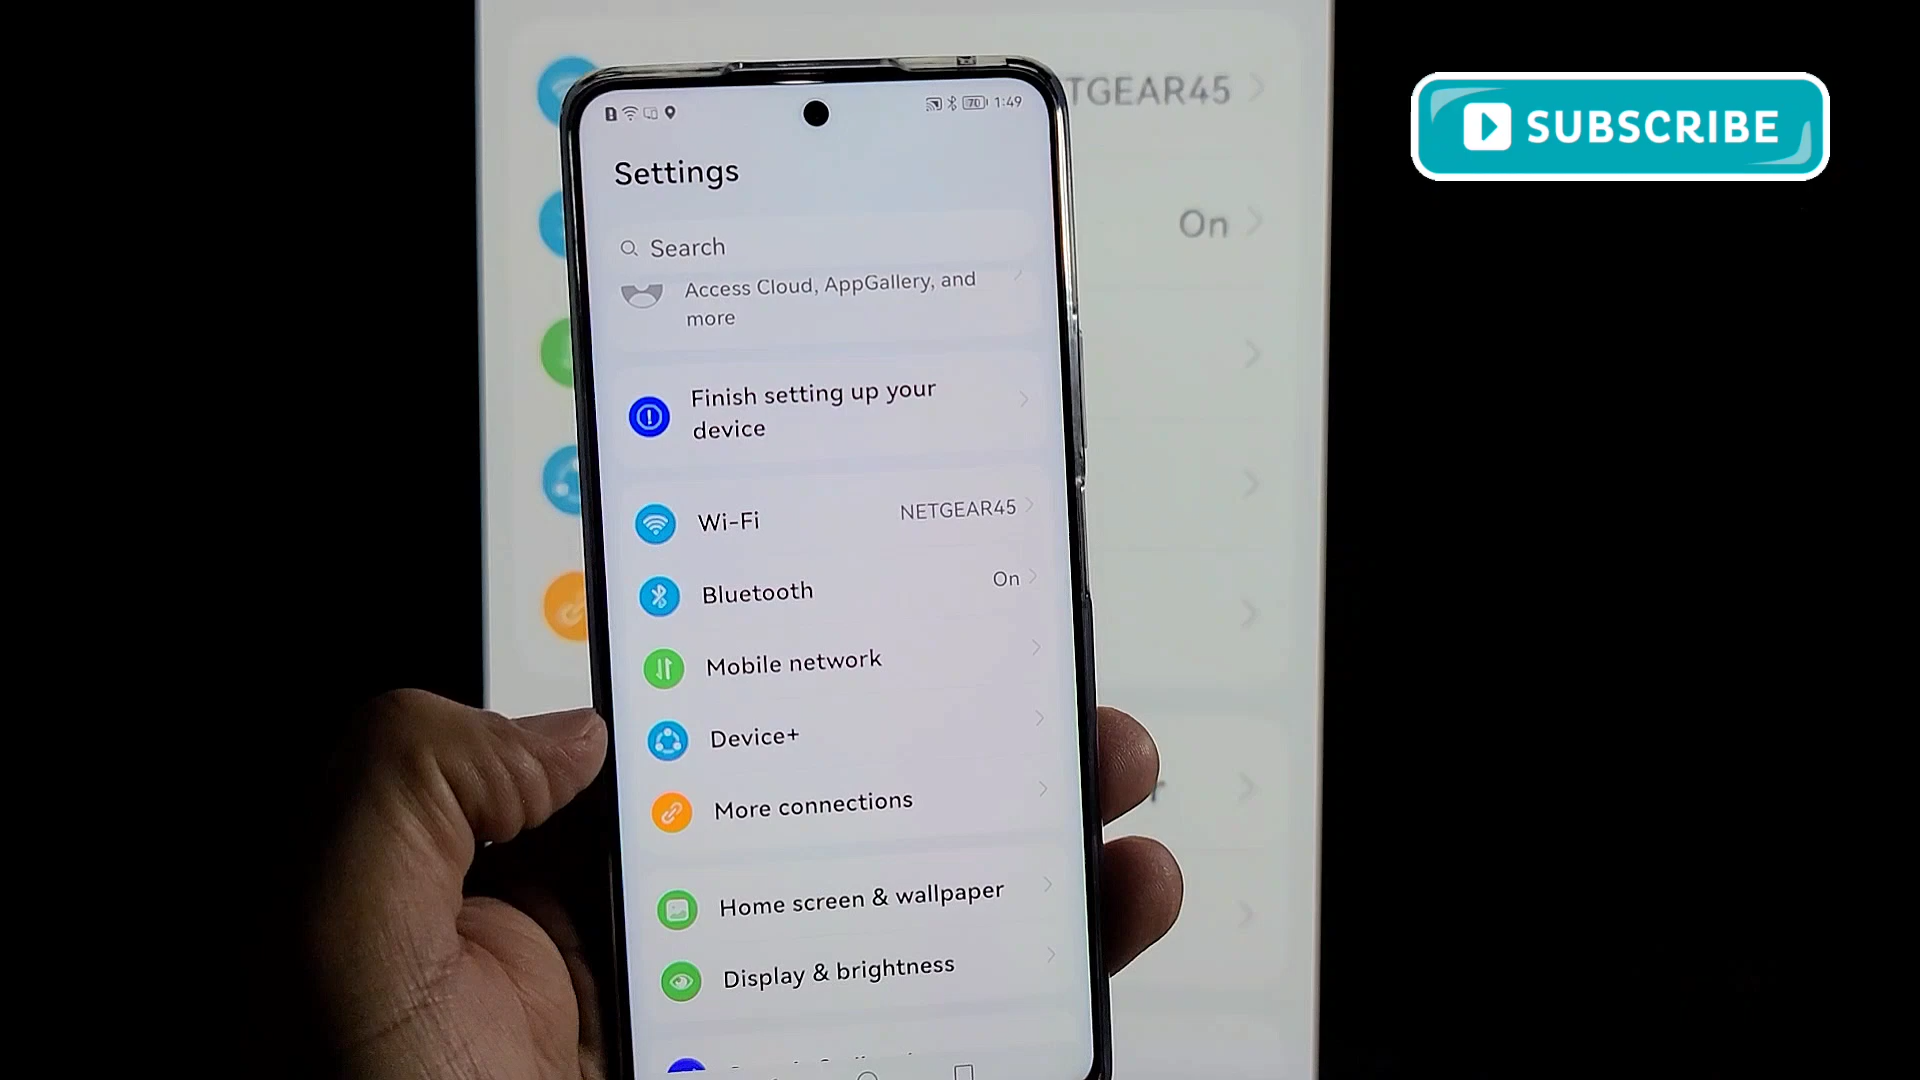 TGEAR45
SUBSCRIBE
70 1:49
Settings
Search
On
Access Cloud, AppGallery, and
more
Finish setting up your
device
Wi-Fi NETGEAR45
Bluetooth On
Mobile network
Device+
More connections
Home screen & wallpaper
Display & brightness